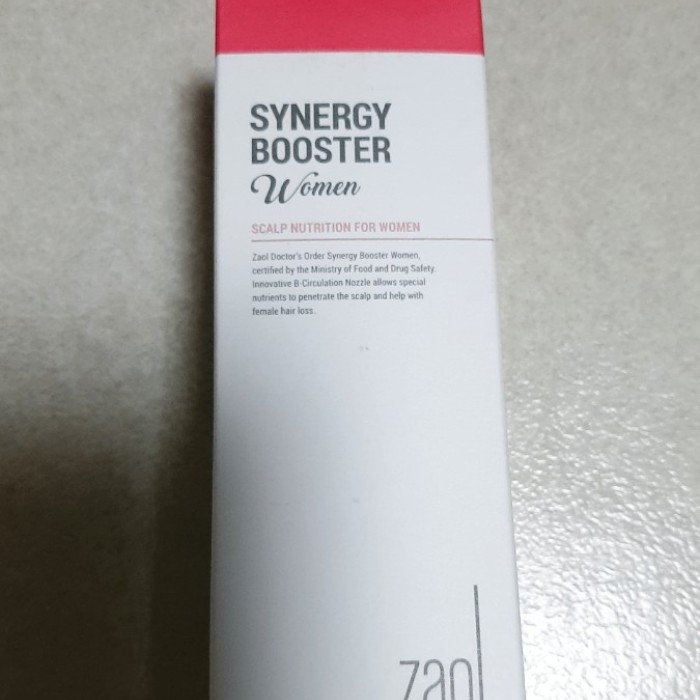 SYNERGY
BOOSTER
Women
SCALP NUTRITION FOR WOMEN
Zaol Doctor's Order Synergy Booster Women,
certified by the Ministry of Food and Drug Safety.
Innovative B-Circulation Nozzle allows special
nutrients to penetrate the scalp and help with
female hair loss.
zaol